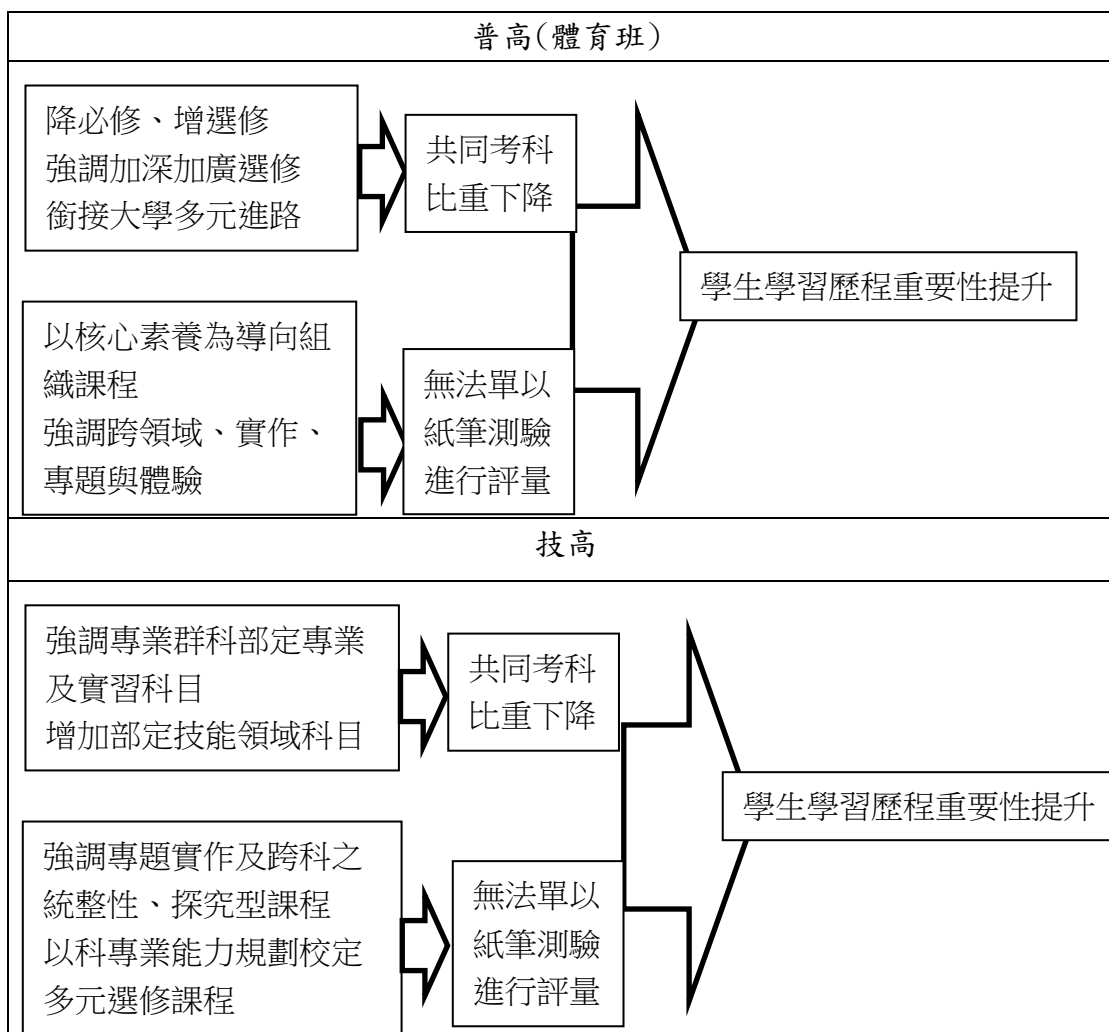 普高(體育班)
降必修、增選修
強調加深加廣選修
銜接大學多元進路
共同考科
比重下降
以核心素養為導向組
織課程
強調跨領域、實作、
專題與體驗
無法單以
紙筆測驗
進行評量
學生學習歷程重要性提升
技高
強調專業群科部定專業
及實習科目
增加部定技能領域科目
共同考科
比重下降
強調專題實作及跨科之
統整性、探究型課程
以科專業能力規劃校定
多元選修課程
無法單以
紙筆測驗
進行評量
學生學習歷程重要性提升